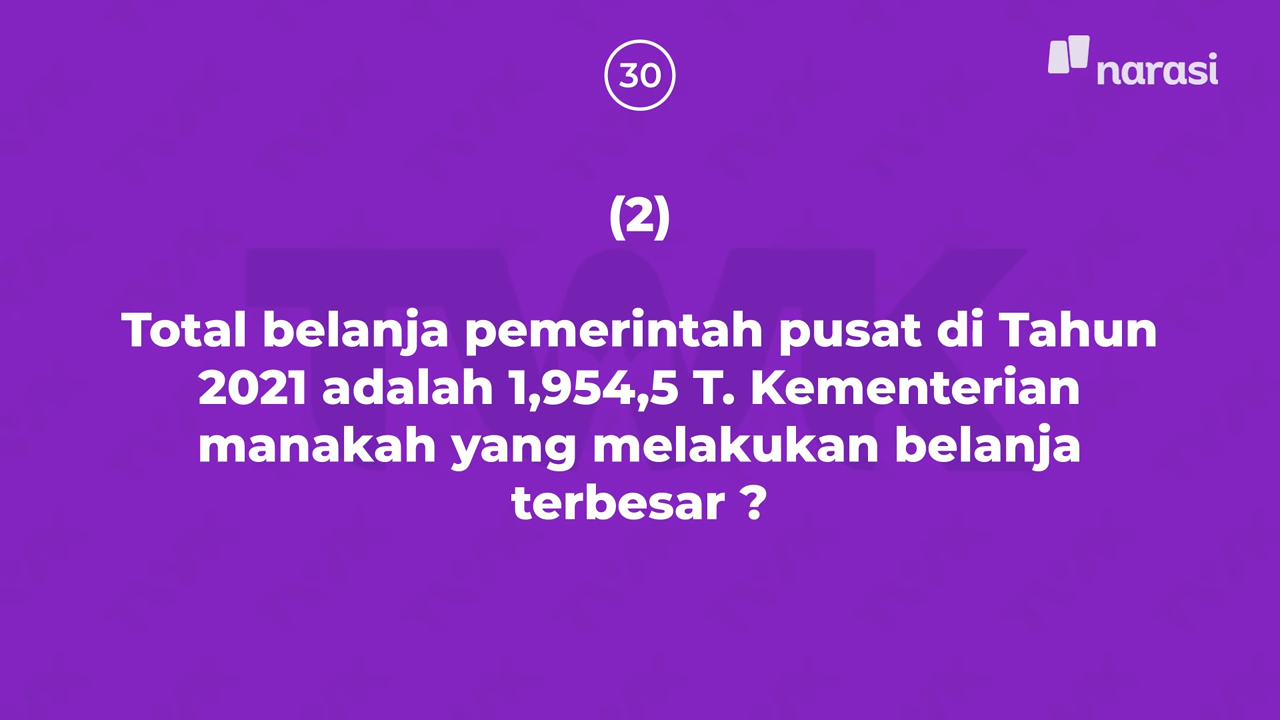 30
narasi
(2)
TWK
Total belanja pemerintah pusat di Tahun
2021 adalah 1,954,5 T. Kementerian
manakah yang melakukan belanja
terbesar ?